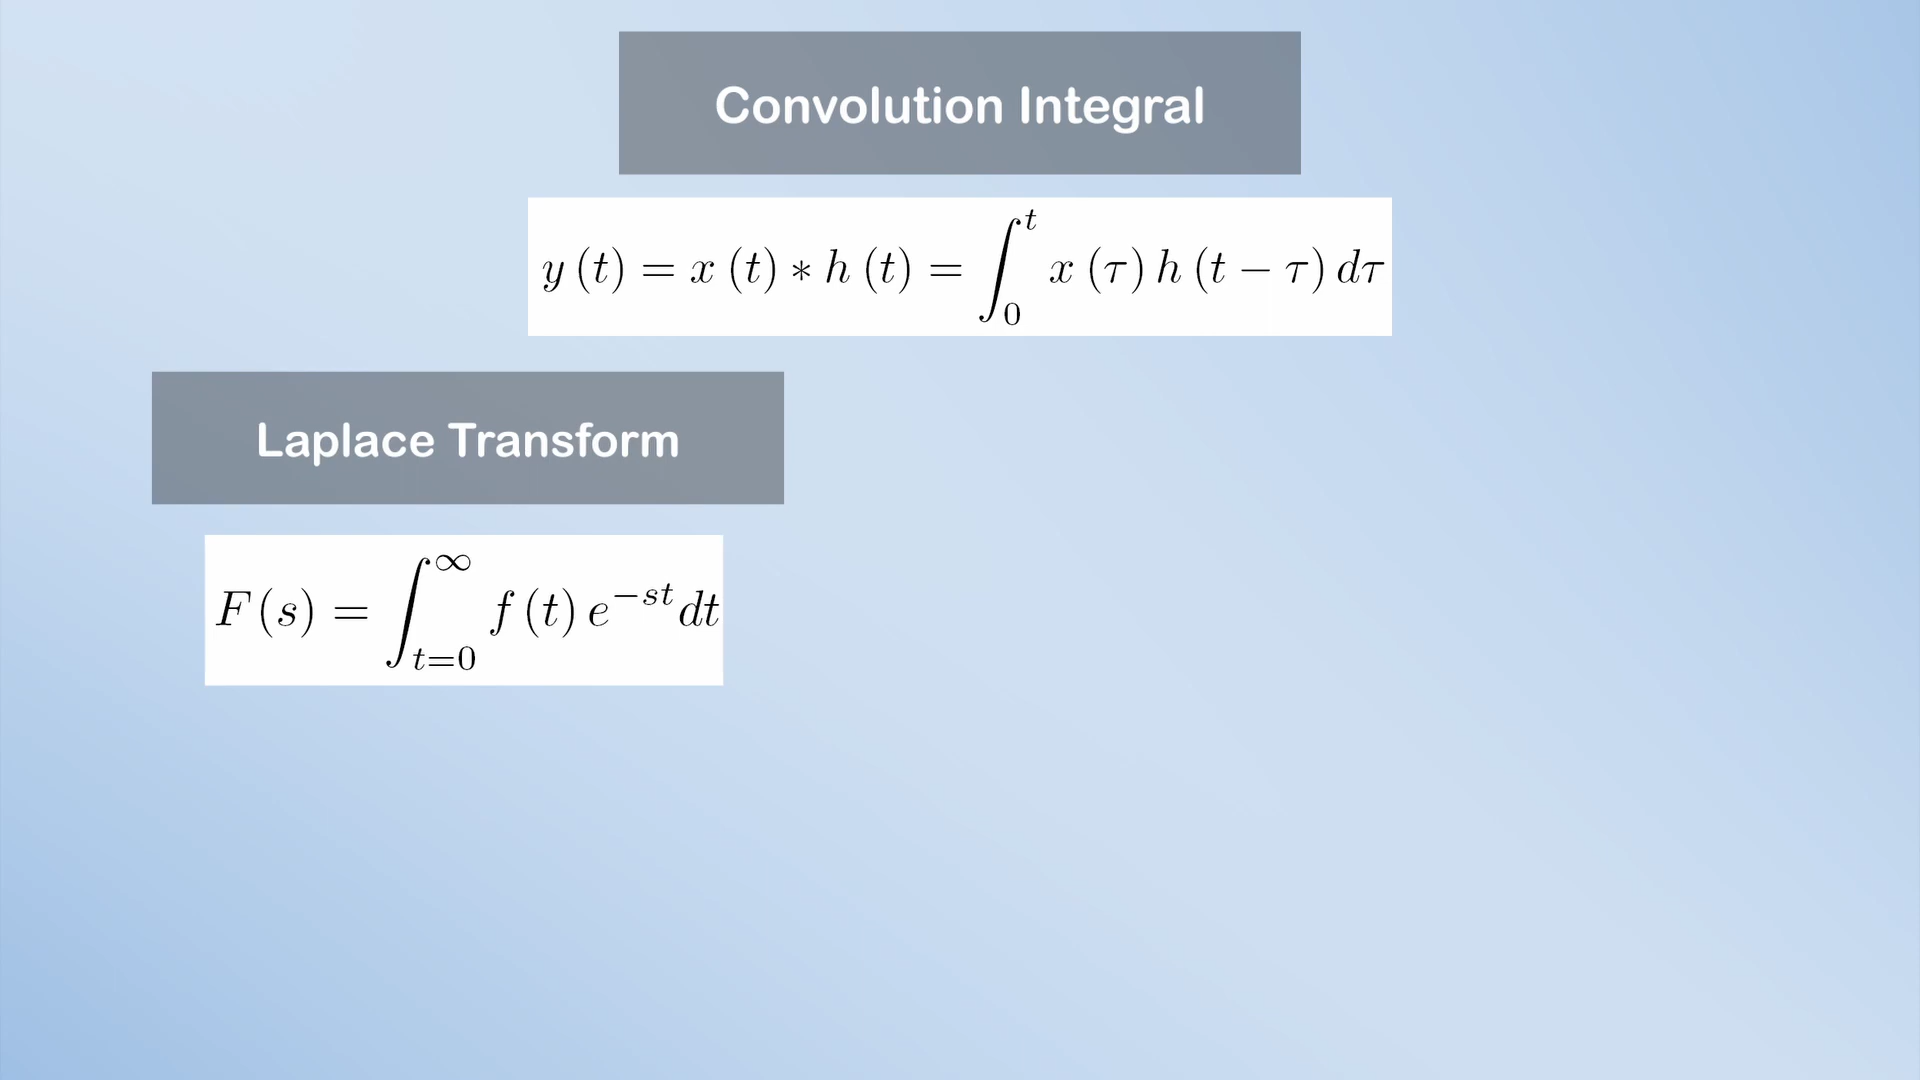 Convolution Integral
y (t) = x (t) ∗ h (t) = ∫₀ᵗ x (τ) h (t − τ) dτ
Laplace Transform
F (s) = ∫_{t=0}^{∞} f (t) e^{−st} dt